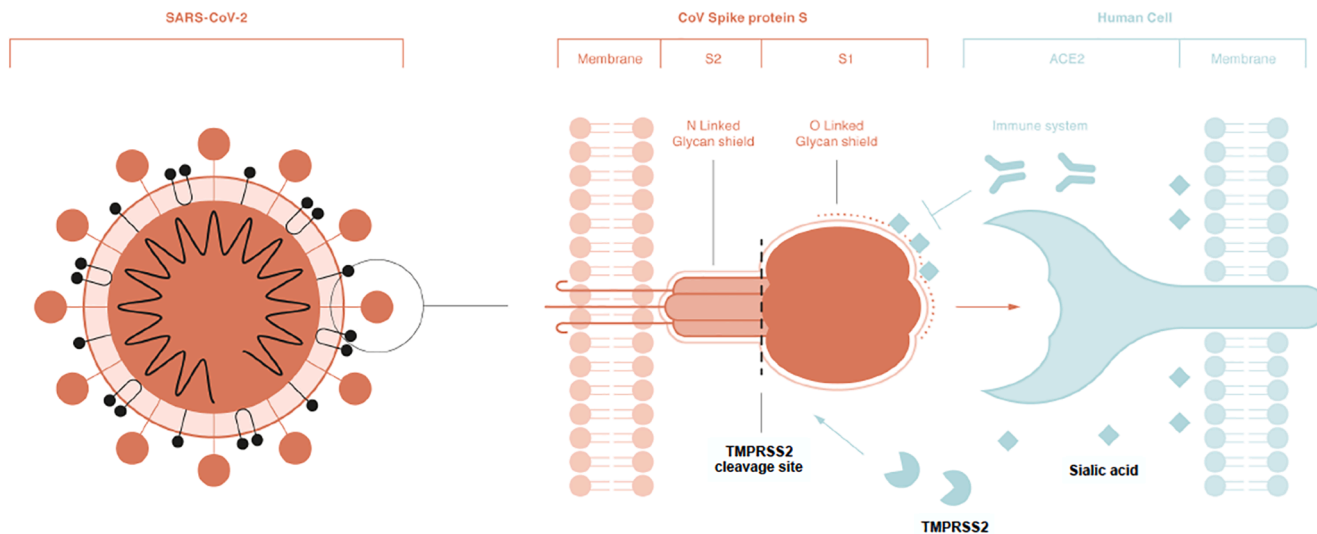 SARS-CoV-2
CoV Spike protein S
Human Cell
Membrane
S2
S1
ACE2
Membrane
N Linked
Glycan shield
O Linked
Glycan shield
Immune system
TMPRSS2
cleavage site
Sialic acid
TMPRSS2